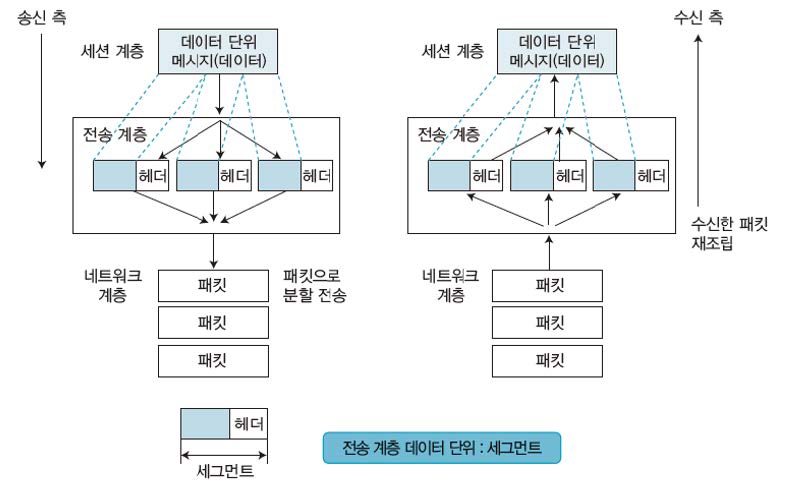 송신 측
세션 계층
데이터 단위
메시지(데이터)
전송 계층
헤더
헤더
헤더
네트워크
계층
패킷
패킷
패킷
패킷으로
분할 전송
수신 측
세션 계층
데이터 단위
메시지(데이터)
전송 계층
헤더
헤더
헤더
수신한 패킷
재조립
네트워크
계층
패킷
패킷
패킷
헤더
세그먼트
전송 계층 데이터 단위 : 세그먼트